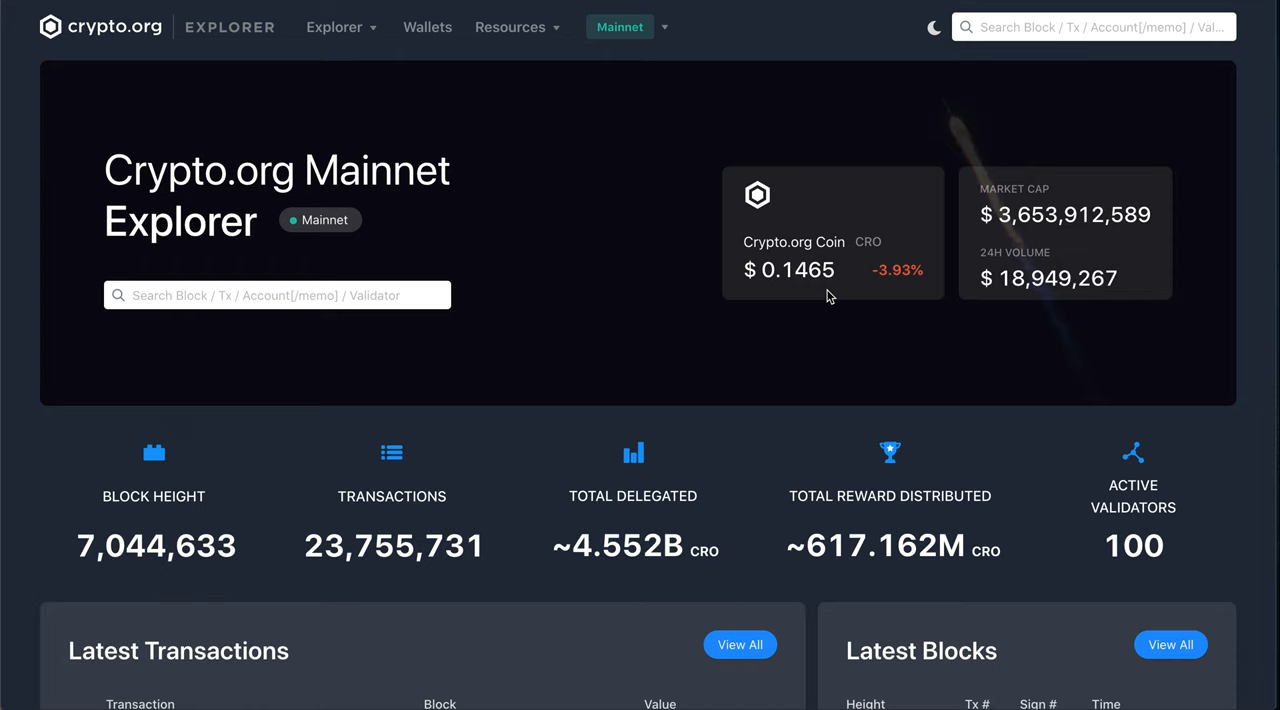 crypto.org EXPLORER Explorer Wallets Resources Mainnet Search Block / Tx / Account[/memo] / Val...
Crypto.org Mainnet
Explorer Mainnet
Search Block / Tx / Account[/memo] / Validator
Crypto.org Coin CRO
$ 0.1465 -3.93%
MARKET CAP
$ 3,653,912,589
24H VOLUME
$ 18,949,267
BLOCK HEIGHT
7,044,633
TRANSACTIONS
23,755,731
TOTAL DELEGATED
~4.552B CRO
TOTAL REWARD DISTRIBUTED
~617.162M CRO
ACTIVE
VALIDATORS
100
Latest Transactions View All
Transaction Block Value
Latest Blocks View All
Height Tx # Sign # Time